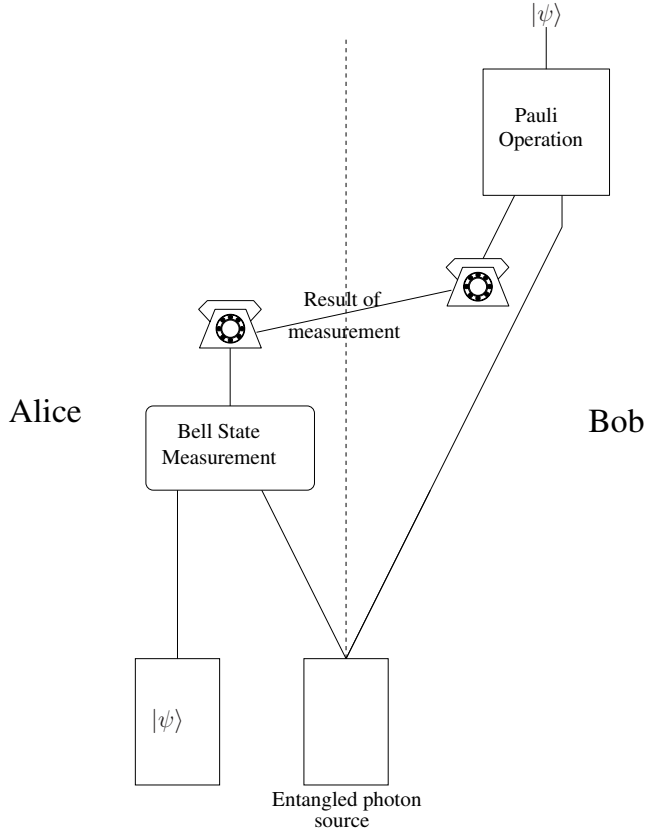 |ψ⟩
Pauli
Operation
Result of
measurement
Alice
Bob
Bell State
Measurement
|ψ⟩
Entangled photon
source